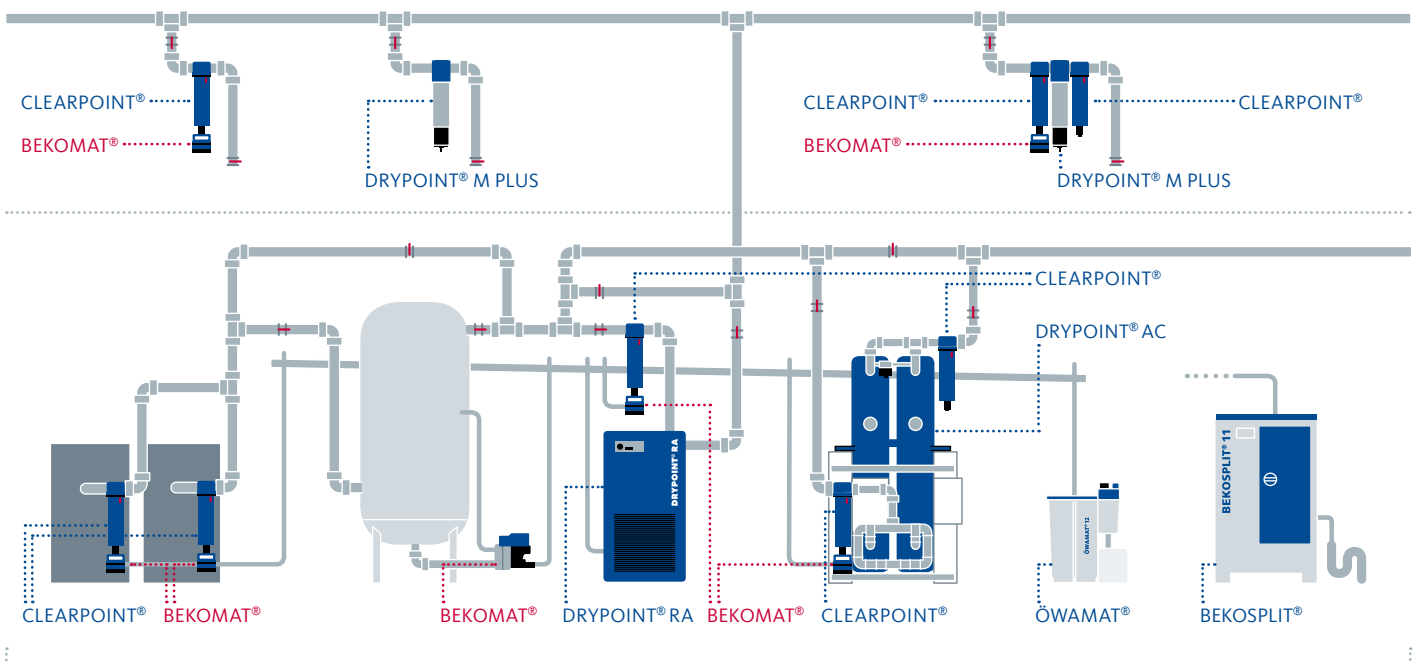 CLEARPOINT®
BEKOMAT®
DRYPOINT® M PLUS
CLEARPOINT®
CLEARPOINT®
BEKOMAT®
DRYPOINT® M PLUS
CLEARPOINT®
DRYPOINT® AC
DRYPOINT® RA
BEKOSPLIT® 11
ÖWAMAT® 12
CLEARPOINT®
BEKOMAT®
BEKOMAT®
DRYPOINT® RA
BEKOMAT®
CLEARPOINT®
ÖWAMAT®
BEKOSPLIT®